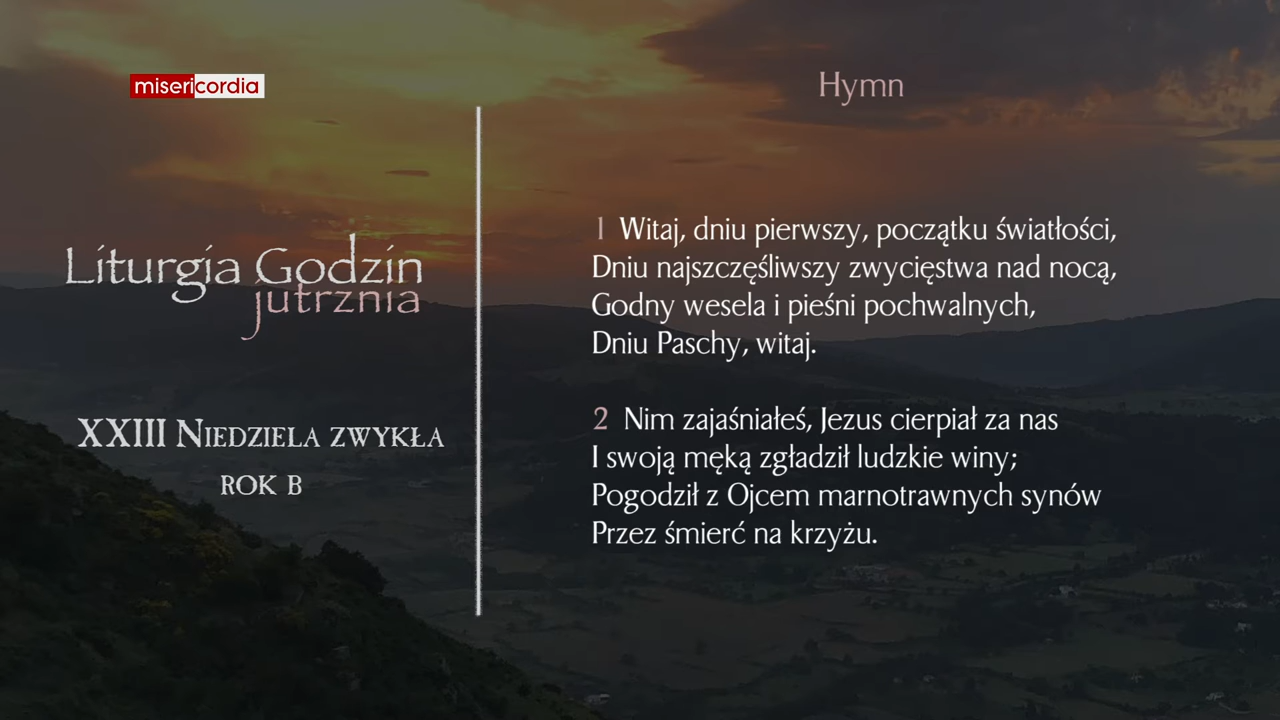 misericordia
Liturgia Godzin
jutrznia
XXIII Niedziela zwykła
rok B
Hymn
1 Witaj, dniu pierwszy, początku światłości,
Dniu najszczęśliwszy zwycięstwa nad nocą,
Godny wesela i pieśni pochwalnych,
Dniu Paschy, witaj.
2 Nim zajaśniałeś, Jezus cierpiał za nas
I swoją męką zgładził ludzkie winy;
Pogodził z Ojcem marnotrawnych synów
Przez śmierć na krzyżu.